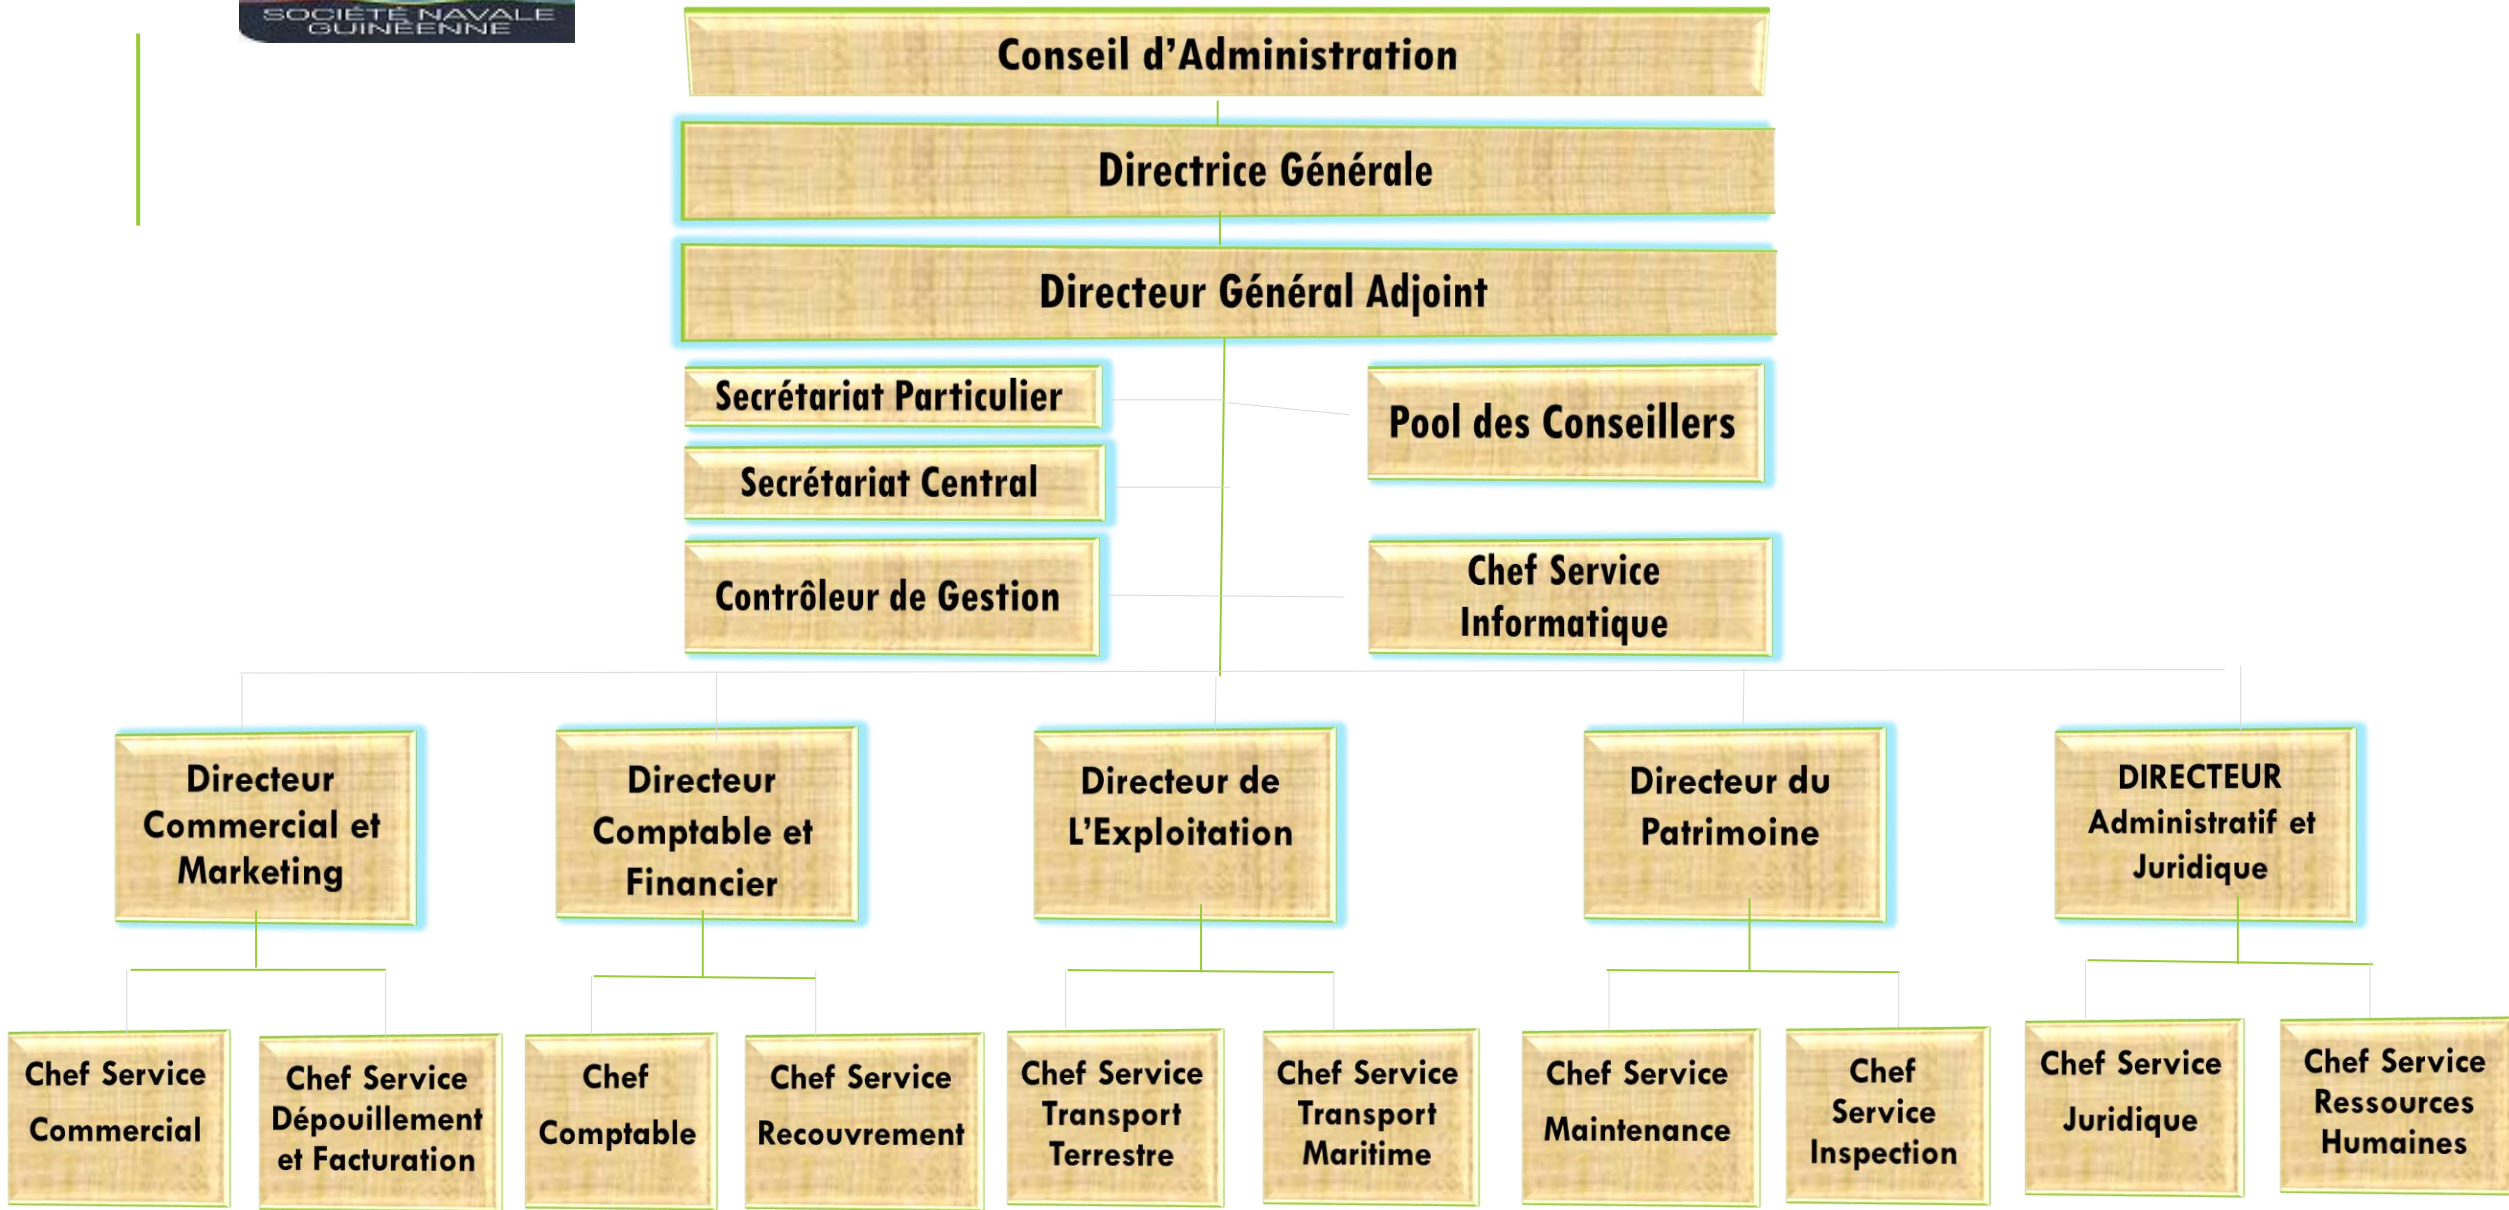 SOCIÉTÉ NAVALE
GUINÉENNE
Conseil d'Administration
Directrice Générale
Directeur Général Adjoint
Secrétariat Particulier
Pool des Conseillers
Secrétariat Central
Contrôleur de Gestion
Chef Service
Informatique
Directeur
Commercial et
Marketing
Directeur
Comptable et
Financier
Directeur de
L'Exploitation
Directeur du
Patrimoine
DIRECTEUR
Administratif et
Juridique
Chef Service
Commercial
Chef Service
Dépouillement
et Facturation
Chef
Comptable
Chef Service
Recouvrement
Chef Service
Transport
Terrestre
Chef Service
Transport
Maritime
Chef Service
Maintenance
Chef
Service
Inspection
Chef Service
Juridique
Chef Service
Ressources
Humaines